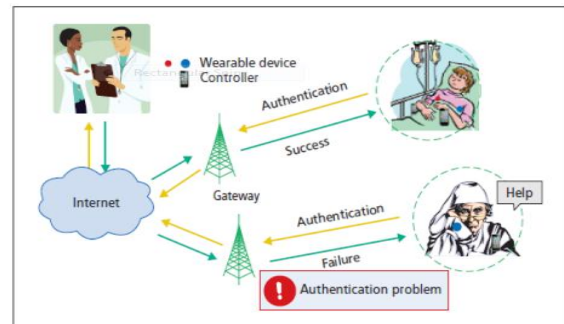 Wearable device
Controller
Authentication
Success
Internet
Gateway
Authentication
Help
Failure
! Authentication problem